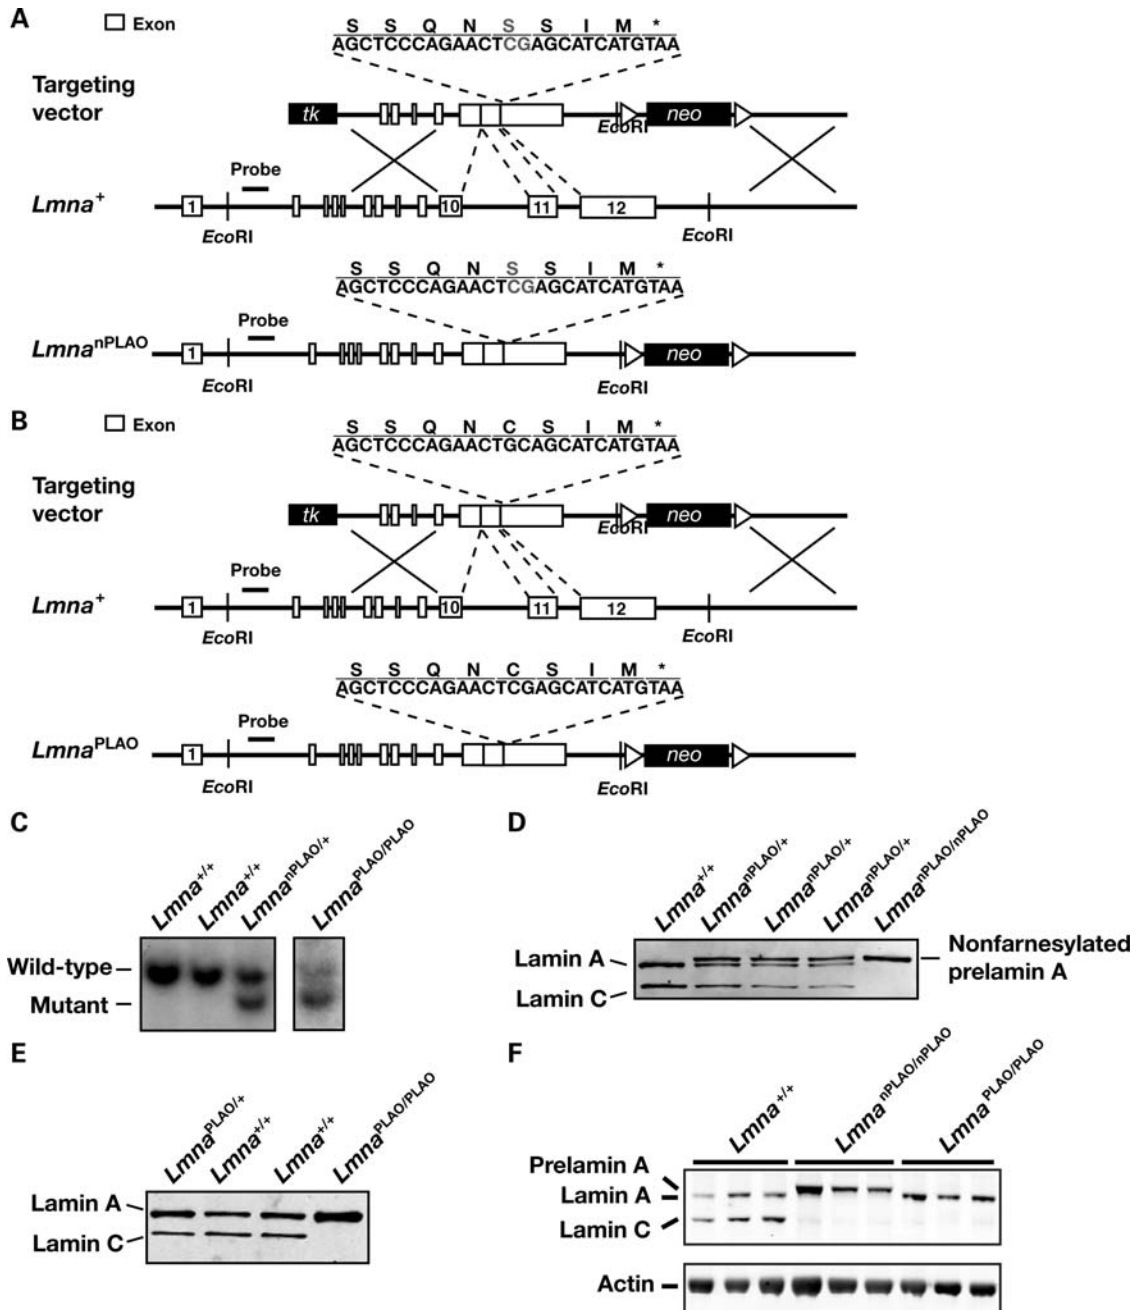 A
Exon
S S Q N S S I M *
AGCTCCCAGAACTCGAGCATCATGTAA
Targeting
vector
tk
EcoRI
neo
Probe
Lmna+
1
10
11
12
EcoRI
EcoRI
S S Q N S S I M *
AGCTCCCAGAACTCGAGCATCATGTAA
Probe
LmnanPLAO
1
neo
EcoRI
EcoRI
B
Exon
S S Q N C S I M *
AGCTCCCAGAACTGCAGCATCATGTAA
Targeting
vector
tk
EcoRI
neo
Probe
Lmna+
1
10
11
12
EcoRI
EcoRI
S S Q N C S I M *
AGCTCCCAGAACTCGAGCATCATGTAA
Probe
LmnaPLAO
1
neo
EcoRI
EcoRI
C
Lmna+/+
Lmna+/+
LmnanPLAO/+
LmnaPLAO/PLAO
Wild-type
Mutant
D
Lmna+/+
LmnanPLAO/+
LmnanPLAO/+
LmnanPLAO/+
LmnanPLAO/nPLAO
Lamin A
Lamin C
Nonfarnesylated
prelamin A
E
LmnaPLAO/+
Lmna+/+
Lmna+/+
LmnaPLAO/PLAO
Lamin A
Lamin C
F
Lmna+/+
LmnanPLAO/nPLAO
LmnaPLAO/PLAO
Prelamin A
Lamin A
Lamin C
Actin